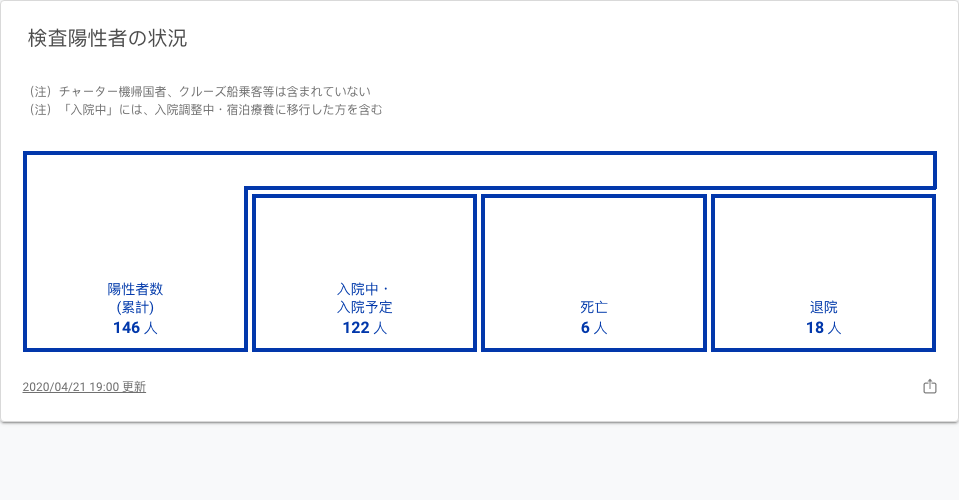 検査陽性者の状況
（注）チャーター機帰国者、クルーズ船乗客等は含まれていない
（注）「入院中」には、入院調整中・宿泊療養に移行した方を含む
陽性者数
(累計)
146 人
入院中・
入院予定
122 人
死亡
6 人
退院
18 人
2020/04/21 19:00 更新